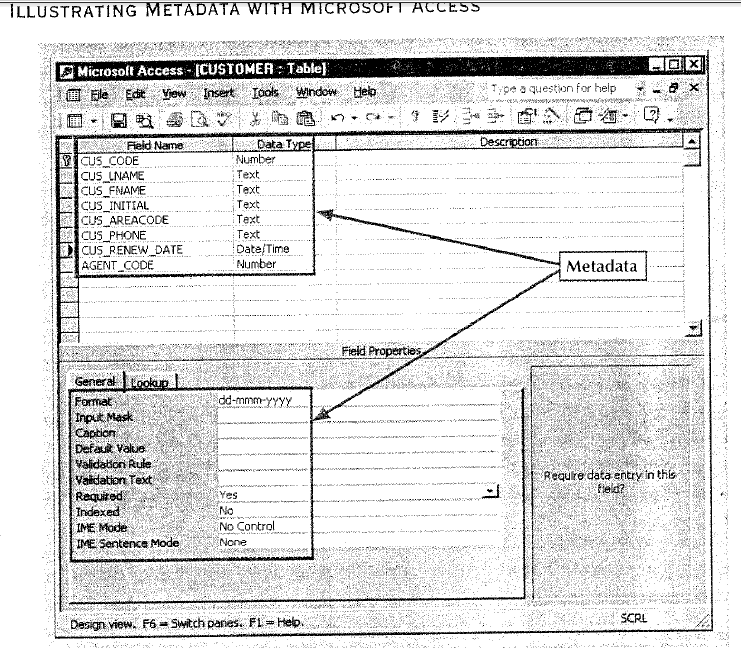 ILLUSTRATING METADATA WITH MICROSOFT ACCESS
Microsoft Access - [CUSTOMER : Table]
File Edit View Insert Tools Window Help Type a question for help
Field Name Data Type Description
CUS_CODE Number
CUS_LNAME Text
CUS_FNAME Text
CUS_INITIAL Text
CUS_AREACODE Text
CUS_PHONE Text
CUS_RENEW_DATE Date/Time
AGENT_CODE Number
Metadata
Field Properties
General Lookup
Format dd-mmm-yyyy
Input Mask
Caption
Default Value
Validation Rule
Validation Text
Required Yes
Indexed No
IME Mode No Control
IME Sentence Mode None
Require data entry in this
field?
Design view. F6 = Switch panes. F1 = Help. SCRL